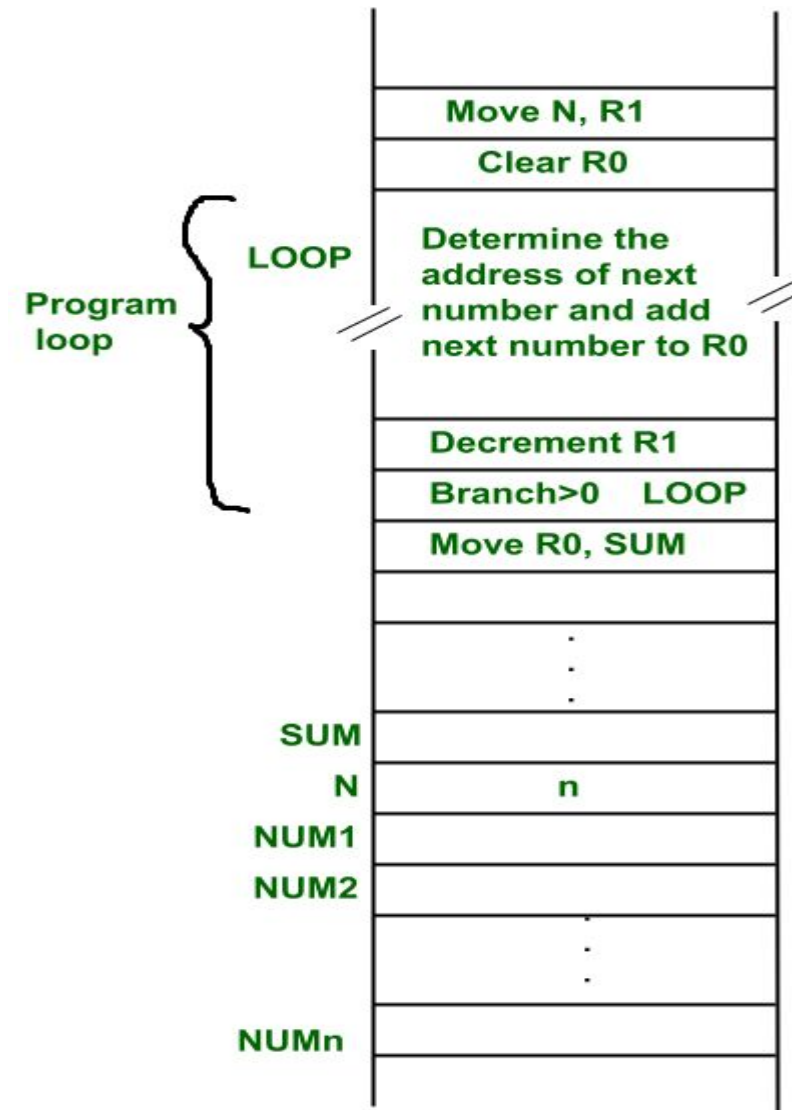 Move N, R1
Clear R0
LOOP
Determine the
address of next
number and add
next number to R0
Program
loop
Decrement R1
Branch>0 LOOP
Move R0, SUM
SUM
N n
NUM1
NUM2
NUMn